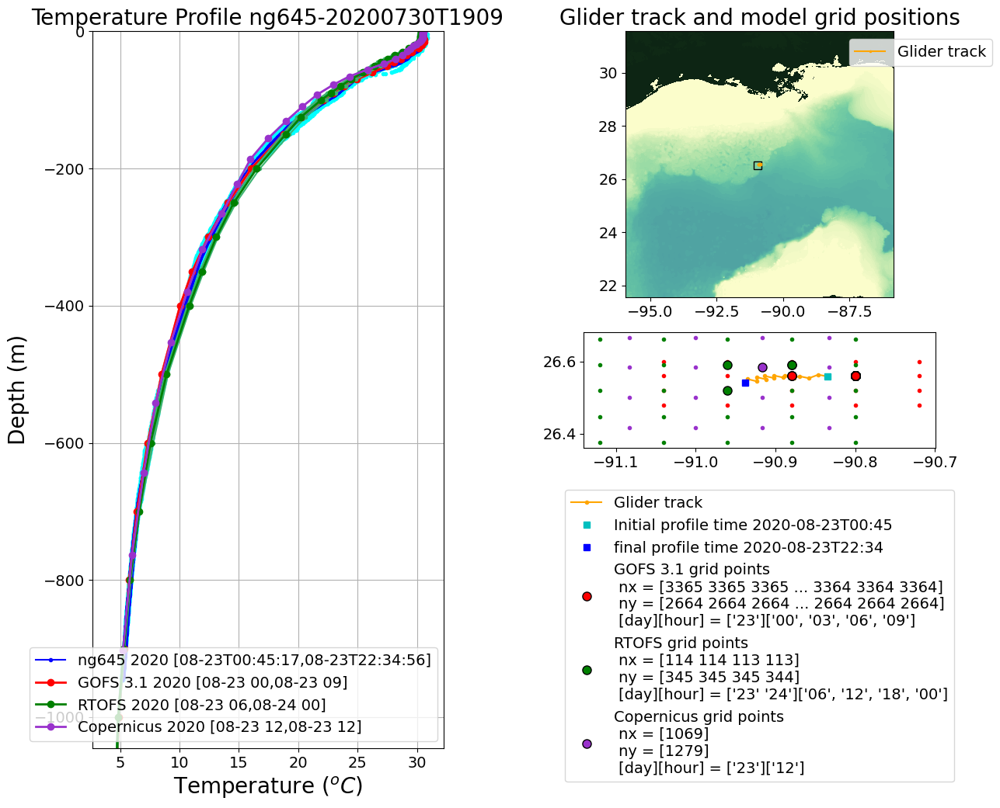 Temperature Profile ng645-20200730T1909
0
−200
−400
−600
−800
−1000
Depth (m)
5
10
15
20
25
30
Temperature (°C)
ng645 2020 [08-23T00:45:17,08-23T22:34:56]
GOFS 3.1 2020 [08-23 00,08-23 09]
RTOFS 2020 [08-23 06,08-24 00]
Copernicus 2020 [08-23 12,08-23 12]
Glider track and model grid positions
Glider track
30
28
26
24
22
−95.0
−92.5
−90.0
−87.5
26.6
26.4
−91.1
−91.0
−90.9
−90.8
−90.7
Glider track
Initial profile time 2020-08-23T00:45
final profile time 2020-08-23T22:34
GOFS 3.1 grid points
nx = [3365 3365 3365 ... 3364 3364 3364]
ny = [2664 2664 2664 ... 2664 2664 2664]
[day][hour] = ['23']['00', '03', '06', '09']
RTOFS grid points
nx = [114 114 113 113]
ny = [345 345 345 344]
[day][hour] = ['23' '24']['06', '12', '18', '00']
Copernicus grid points
nx = [1069]
ny = [1279]
[day][hour] = ['23']['12']